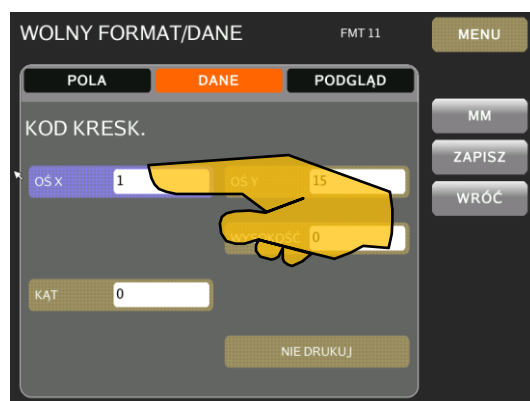 WOLNY FORMAT/DANE FMT 11 MENU
POLA DANE PODGLĄD
KOD KRESK.
MM
ZAPISZ
OŚ X 1 OŚ Y 15
WRÓĆ
WYSOKOŚĆ 0
KĄT 0
NIE DRUKUJ